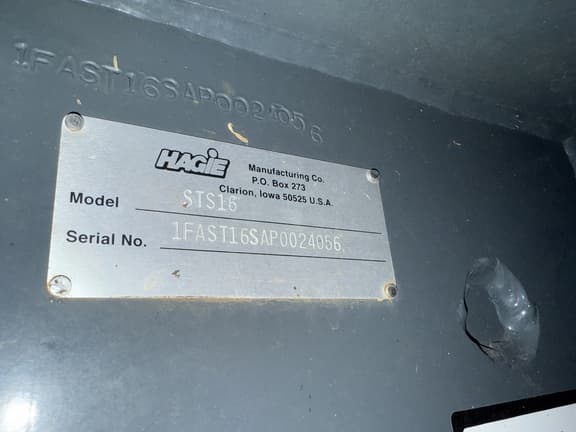 1FAST16SAP0024056
HAGIE
Manufacturing Co.
P.O. Box 273
Clarion, Iowa 50525 U.S.A.
Model STS16
Serial No. 1FAST16SAP0024056